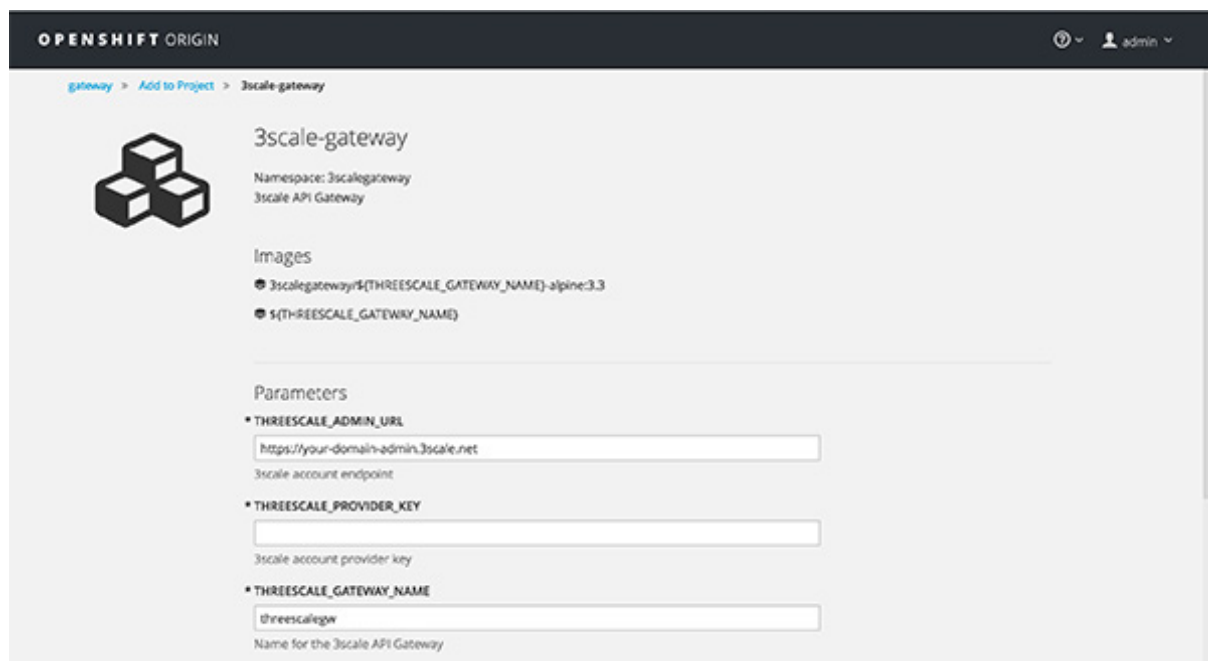 OPENSHIFT ORIGIN
admin
gateway » Add to Project » 3scale-gateway
3scale-gateway
Namespace: 3scalegateway
3scale API Gateway
Images
3scalegateway/${THREESCALE_GATEWAY_NAME}-alpine:3.3
${THREESCALE_GATEWAY_NAME}
Parameters
* THREESCALE_ADMIN_URL
https://your-domain-admin.3scale.net
3scale account endpoint
* THREESCALE_PROVIDER_KEY
3scale account provider key
* THREESCALE_GATEWAY_NAME
threescalegw
Name for the 3scale API Gateway